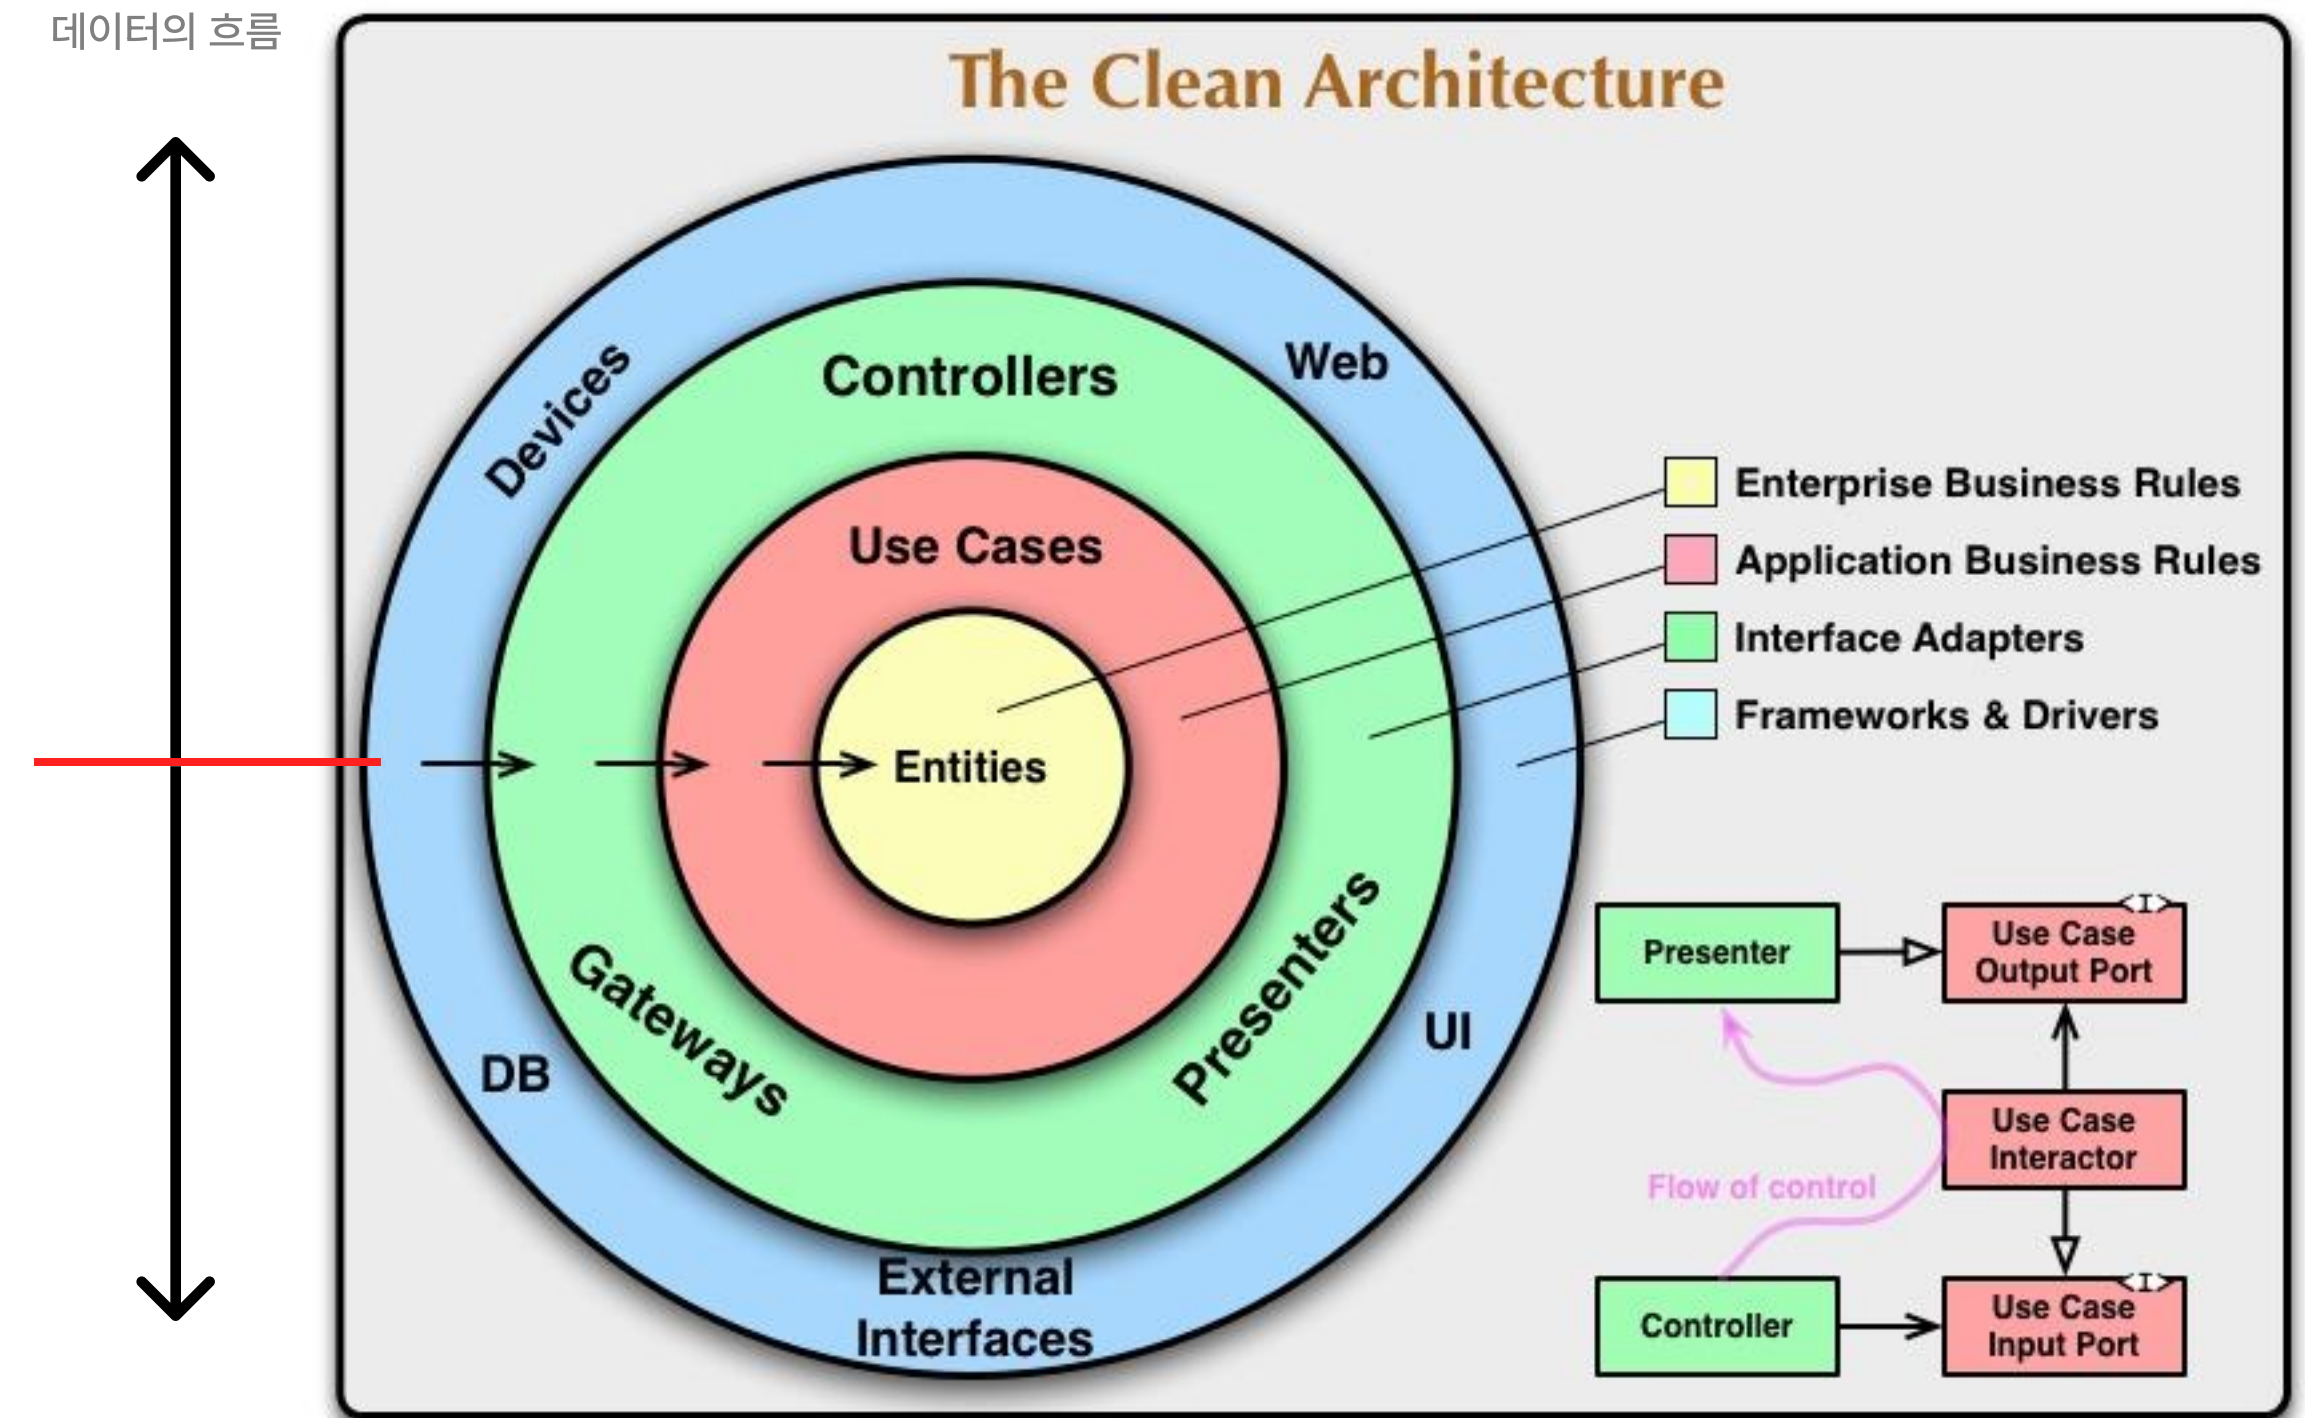 데이터의 흐름
The Clean Architecture
Devices
Controllers
Web
Use Cases
Entities
Gateways
Presenters
DB
UI
External
Interfaces
Enterprise Business Rules
Application Business Rules
Interface Adapters
Frameworks & Drivers
Presenter
<I>
Use Case
Output Port
Use Case
Interactor
Flow of control
Controller
<I>
Use Case
Input Port